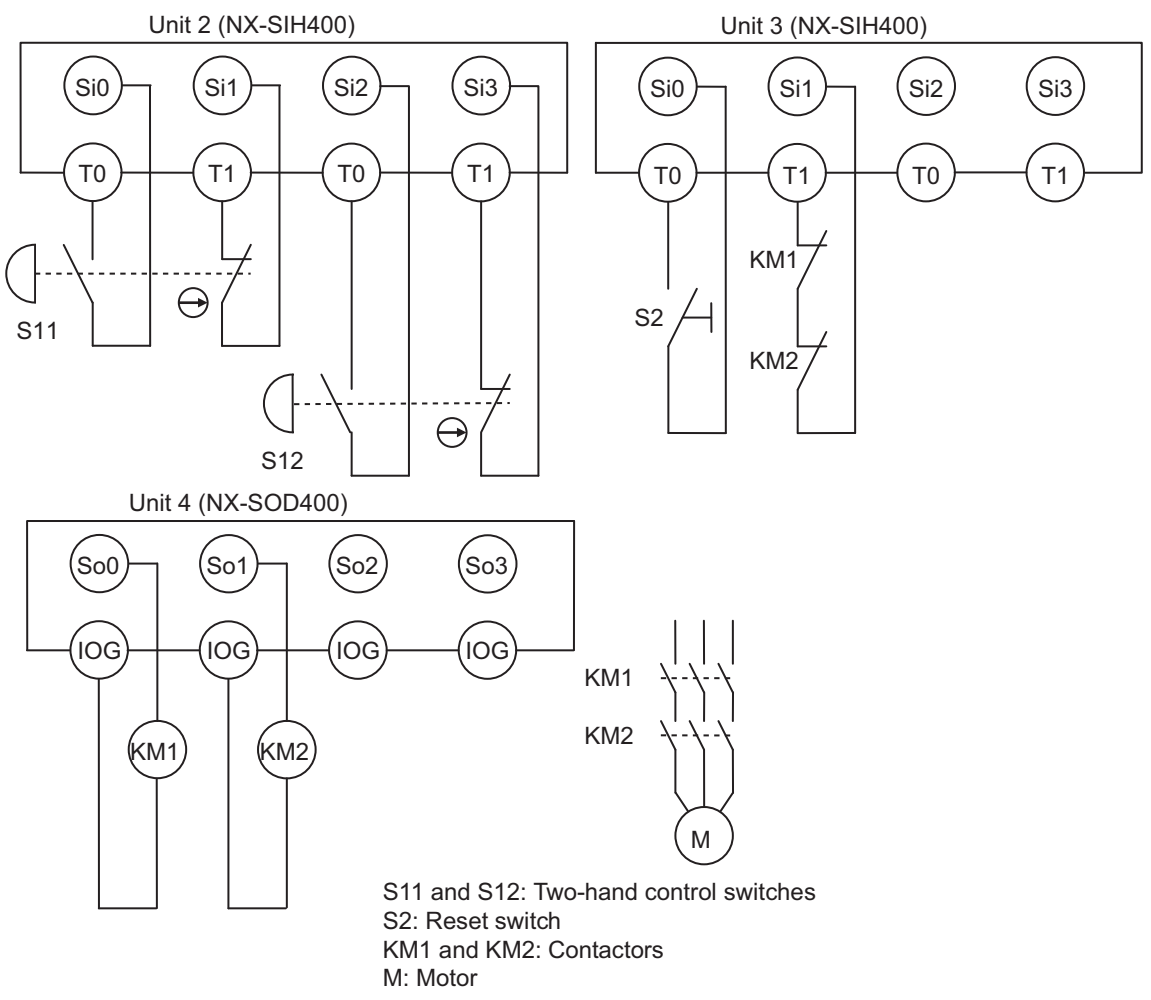 Unit 2 (NX-SIH400)
Si0 Si1 Si2 Si3
T0 T1 T0 T1
S11
S12
Unit 3 (NX-SIH400)
Si0 Si1 Si2 Si3
T0 T1 T0 T1
KM1
S2
KM2
Unit 4 (NX-SOD400)
So0 So1 So2 So3
IOG IOG IOG IOG
KM1 KM2
KM1
KM2
M
S11 and S12: Two-hand control switches
S2: Reset switch
KM1 and KM2: Contactors
M: Motor